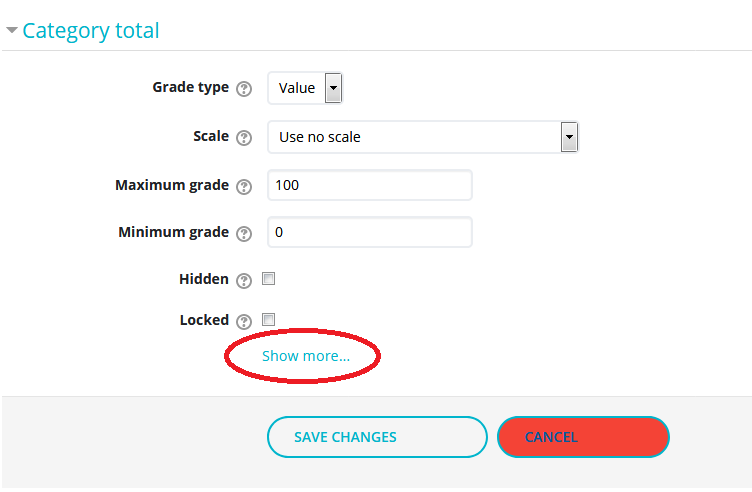 Category total
Grade type ? Value
Scale ? Use no scale
Maximum grade ? 100
Minimum grade ? 0
Hidden ?
Locked ?
Show more...
SAVE CHANGES CANCEL